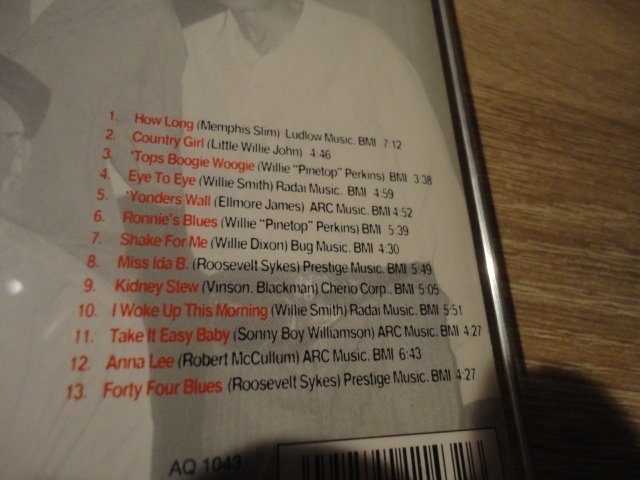 1. How Long (Memphis Slim) Ludlow Music. BMI 7:12
2. Country Girl (Little Willie John) 4:46
3. 'Tops Boogie Woogie (Willie "Pinetop" Perkins) BMI 3:38
4. Eye To Eye (Willie Smith) Radai Music. BMI 4:59
5. 'Yonders Wall (Ellmore James) ARC Music. BMI 4:52
6. Ronnie's Blues (Willie "Pinetop" Perkins) BMI 5:39
7. Shake For Me (Willie Dixon) Bug Music. BMI 4:30
8. Miss Ida B. (Roosevelt Sykes) Prestige Music. BMI 5:49
9. Kidney Stew (Vinson. Blackman) Cherio Corp.. BMI 5:05
10. I Woke Up This Morning (Willie Smith) Radai Music. BMI 5:51
11. Take It Easy Baby (Sonny Boy Williamson) ARC Music. BMI 4:27
12. Anna Lee (Robert McCullum) ARC Music. BMI 6:43
13. Forty Four Blues (Roosevelt Sykes) Prestige Music. BMI 4:27
AQ 1043